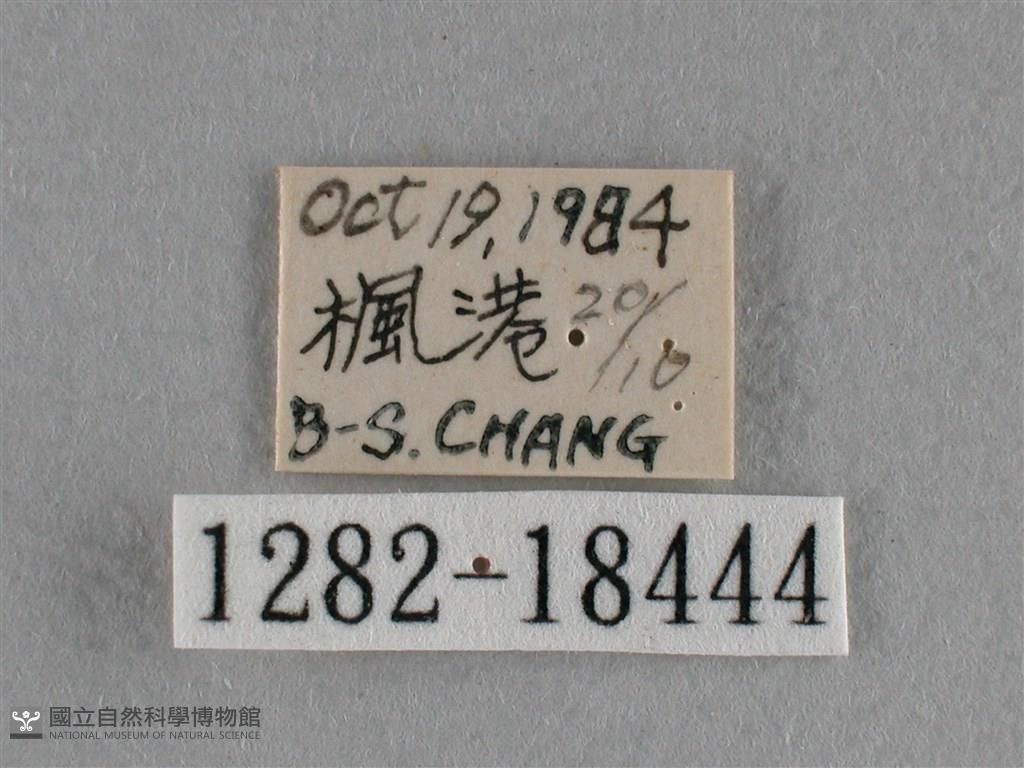 Oct 19, 1984
楓港 20/10
B-S. CHANG
1282-18444
國立自然科學博物館
NATIONAL MUSEUM OF NATURAL SCIENCE